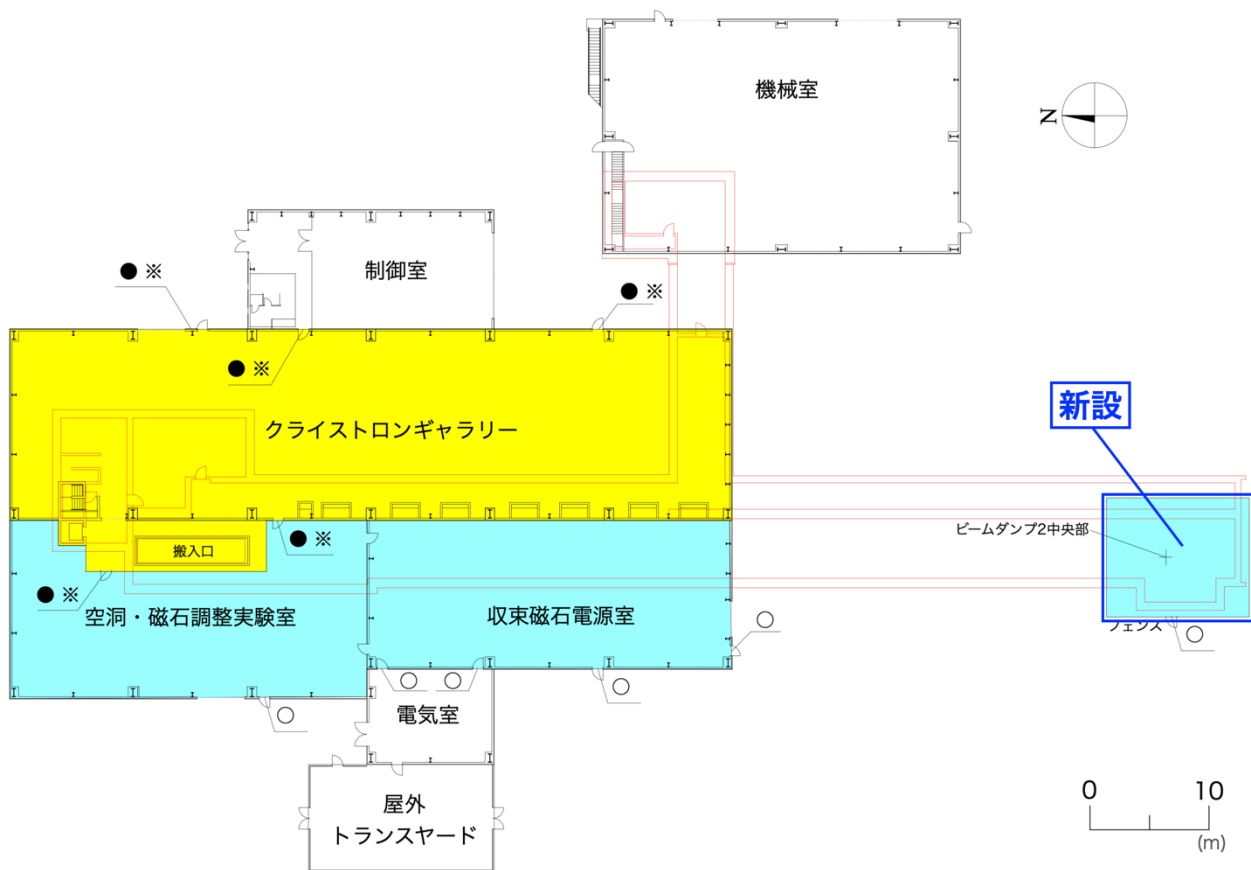 機械室
N
制御室
● ※
● ※
● ※
新設
クライストロンギャラリー
ビームダンプ2中央部
● ※
搬入口
● ※
空洞・磁石調整実験室
収束磁石電源室
○
フェンス
○
○
○
○
○
電気室
0
10
(m)
屋外
トランスヤード